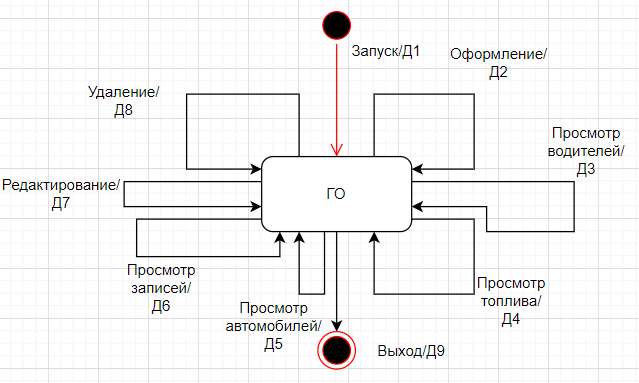 Запуск/Д1
Оформление/
Д2
Удаление/
Д8
Просмотр
водителей/
Д3
Редактирование/
Д7
ГО
Просмотр
записей/
Д6
Просмотр
автомобилей/
Д5
Просмотр
топлива/
Д4
Выход/Д9